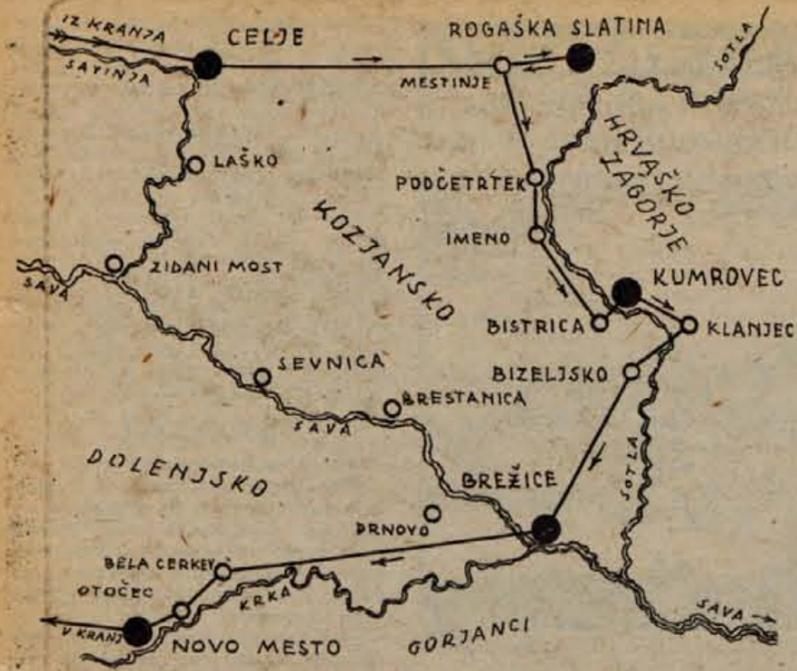 IZ KRANJA
CELJE
ROGAŠKA SLATINA
SOTLA
SAVINJA
MESTINJE
HRVAŠKO
ZAGORJE
LAŠKO
PODČETRTEK
KOZJANSKO
IMENO
ZIDANI MOST
KUMROVEC
SAVA
BISTRICA
KLANJEC
SEVNICA
BIZELJSKO
BRESTANICA
SAVA
DOLENJSKO
BREŽICE
SOTLA
DRNOVO
BELA CERKEV
OTOČEC
KRKA
SAVA
V KRANJ
NOVO MESTO
GORJANCI